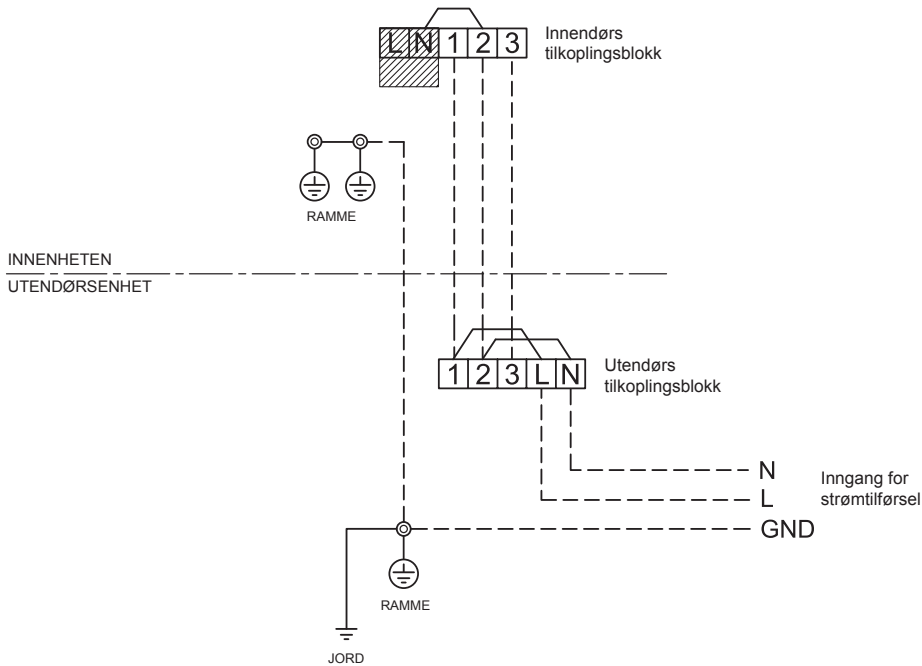 L N 1 2 3
Innendørs
tilkoplingsblokk
RAMME
INNENHETEN
UTENDØRSENHET
1 2 3 L N
Utendørs
tilkoplingsblokk
N
L
GND
Inngang for
strømtilførsel
RAMME
JORD